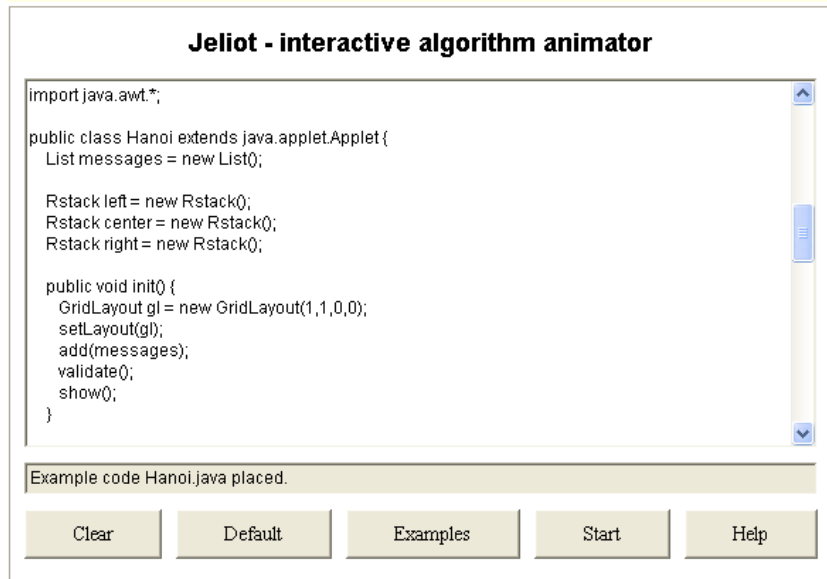 Jeliot - interactive algorithm animator
import java.awt.*;
public class Hanoi extends java.applet.Applet {
List messages = new List();
Rstack left = new Rstack();
Rstack center = new Rstack();
Rstack right = new Rstack();
public void init() {
GridLayout gl = new GridLayout(1,1,0,0);
setLayout(gl);
add(messages);
validate();
show();
}
Example code Hanoi.java placed.
Clear Default Examples Start Help